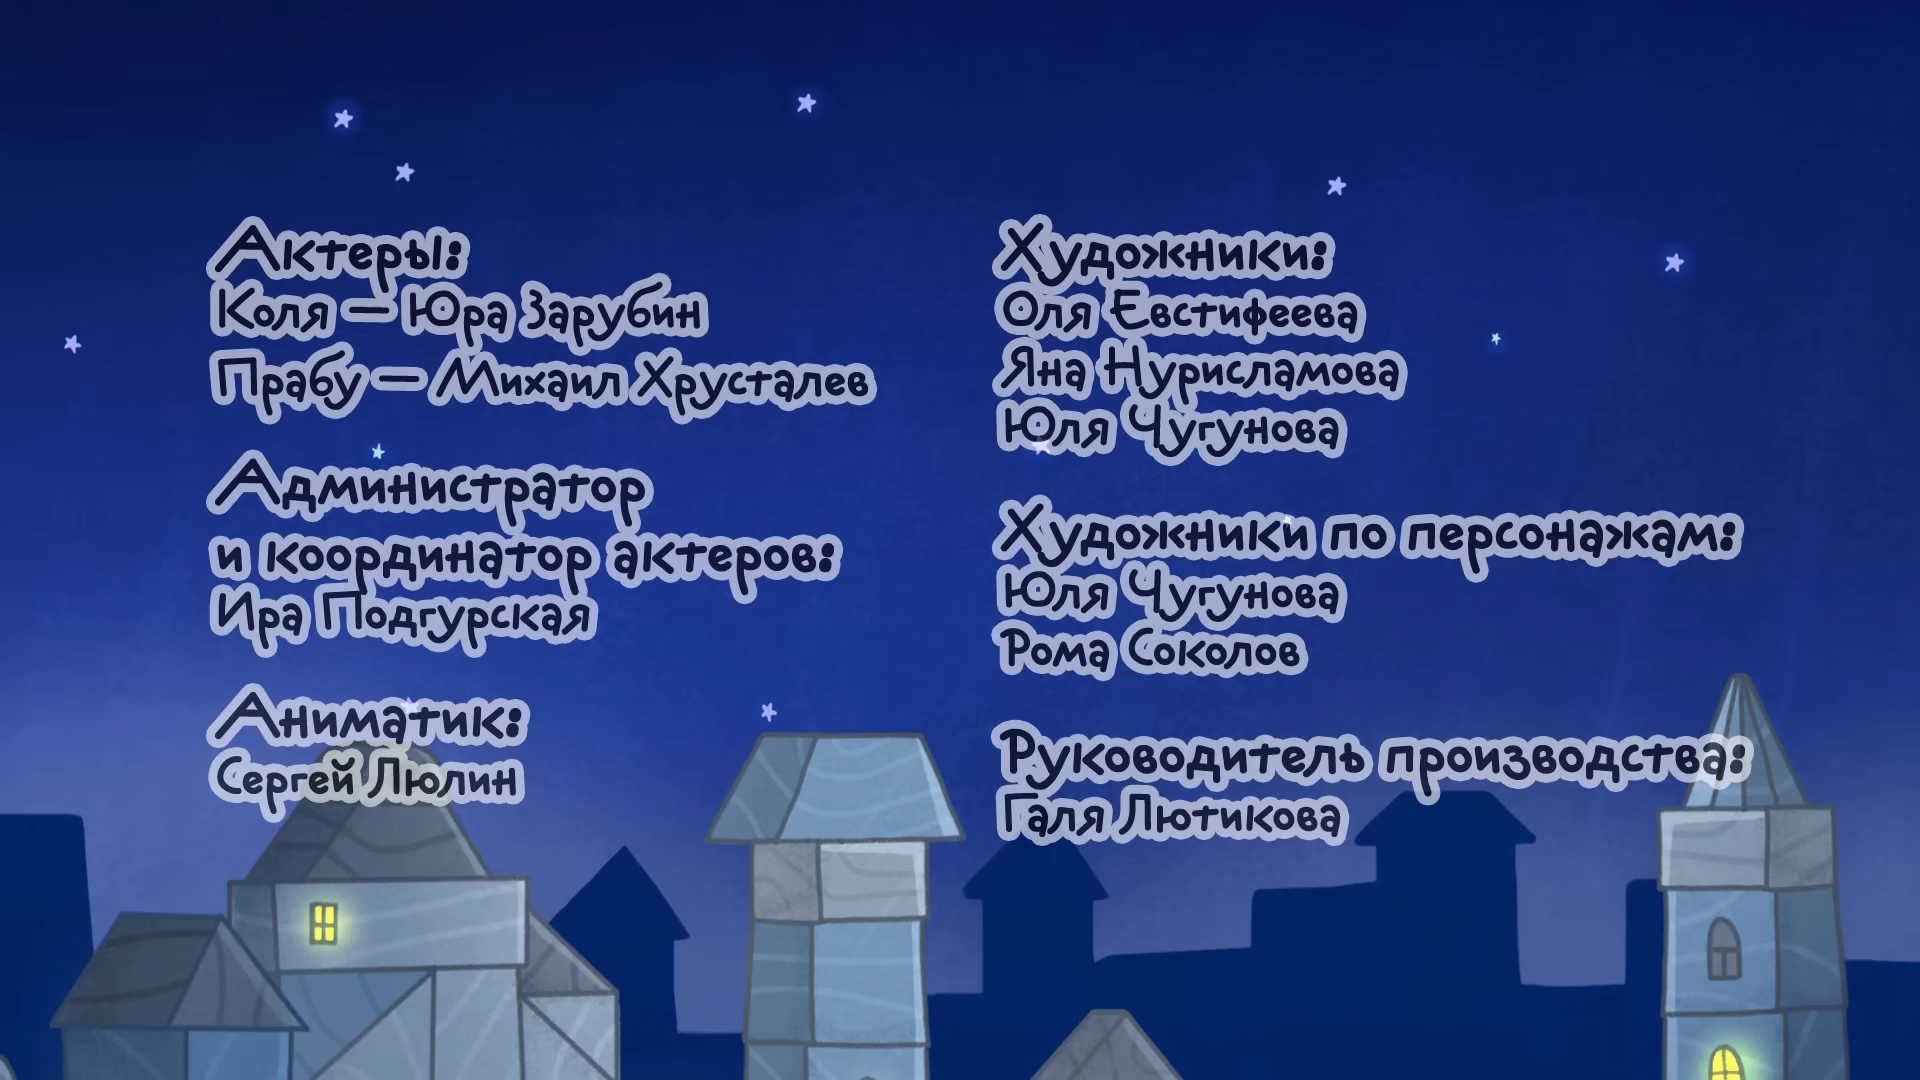 Актеры:
Коля — Юра Зарубин
Прабу — Михаил Хрусталев
Администратор
и координатор актеров:
Ира Подгурская
Аниматик:
Сергей Люлин
Художники:
Оля Евстифеева
Яна Нурисламова
Юля Чугунова
Художники по персонажам:
Юля Чугунова
Рома Соколов
Руководитель производства:
Галя Лютикова